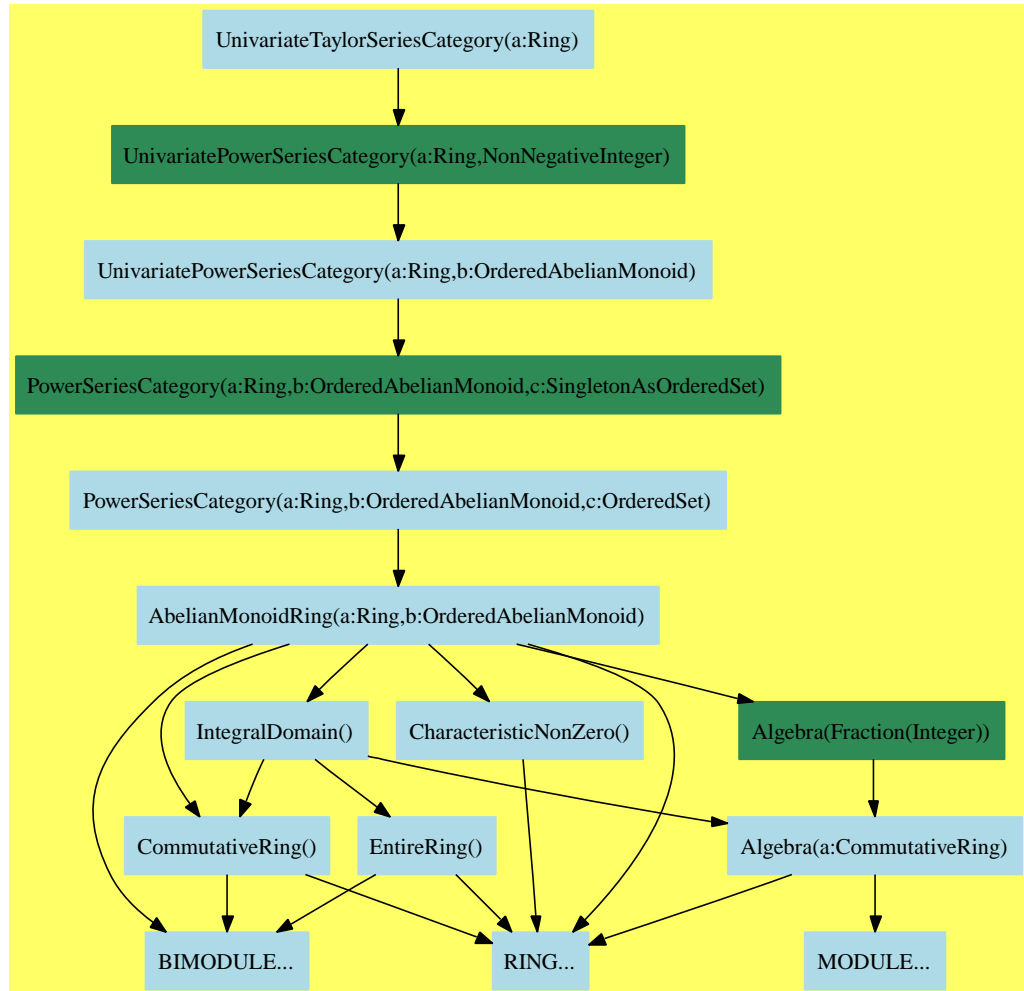 UnivariateTaylorSeriesCategory(a:Ring)
UnivariatePowerSeriesCategory(a:Ring,NonNegativeInteger)
UnivariatePowerSeriesCategory(a:Ring,b:OrderedAbelianMonoid)
PowerSeriesCategory(a:Ring,b:OrderedAbelianMonoid,c:SingletonAsOrderedSet)
PowerSeriesCategory(a:Ring,b:OrderedAbelianMonoid,c:OrderedSet)
AbelianMonoidRing(a:Ring,b:OrderedAbelianMonoid)
IntegralDomain()
CharacteristicNonZero()
Algebra(Fraction(Integer))
CommutativeRing()
EntireRing()
Algebra(a:CommutativeRing)
BIMODULE...
RING...
MODULE...